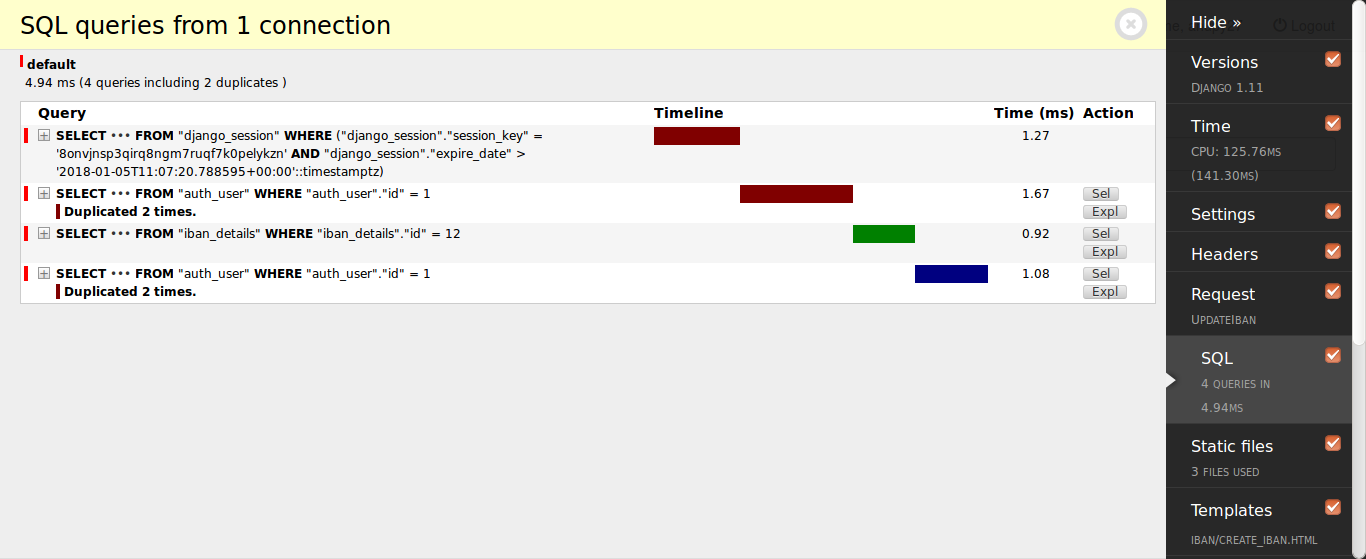 SQL queries from 1 connection
default
4.94 ms (4 queries including 2 duplicates )
Query Timeline Time (ms) Action
+ SELECT ••• FROM "django_session" WHERE ("django_session"."session_key" = 1.27
'8onvjnsp3qirq8ngm7ruqf7k0pelykzn' AND "django_session"."expire_date" >
'2018-01-05T11:07:20.788595+00:00'::timestamptz)
+ SELECT ••• FROM "auth_user" WHERE "auth_user"."id" = 1 1.67 Sel
Duplicated 2 times. Expl
+ SELECT ••• FROM "iban_details" WHERE "iban_details"."id" = 12 0.92 Sel
Expl
+ SELECT ••• FROM "auth_user" WHERE "auth_user"."id" = 1 1.08 Sel
Duplicated 2 times. Expl
Hide »
Logout
Versions
Django 1.11
Time
CPU: 125.76ms
(141.30ms)
Settings
Headers
Request
UpdateIban
SQL
4 queries in
4.94ms
Static files
3 files used
Templates
iban/create_iban.html